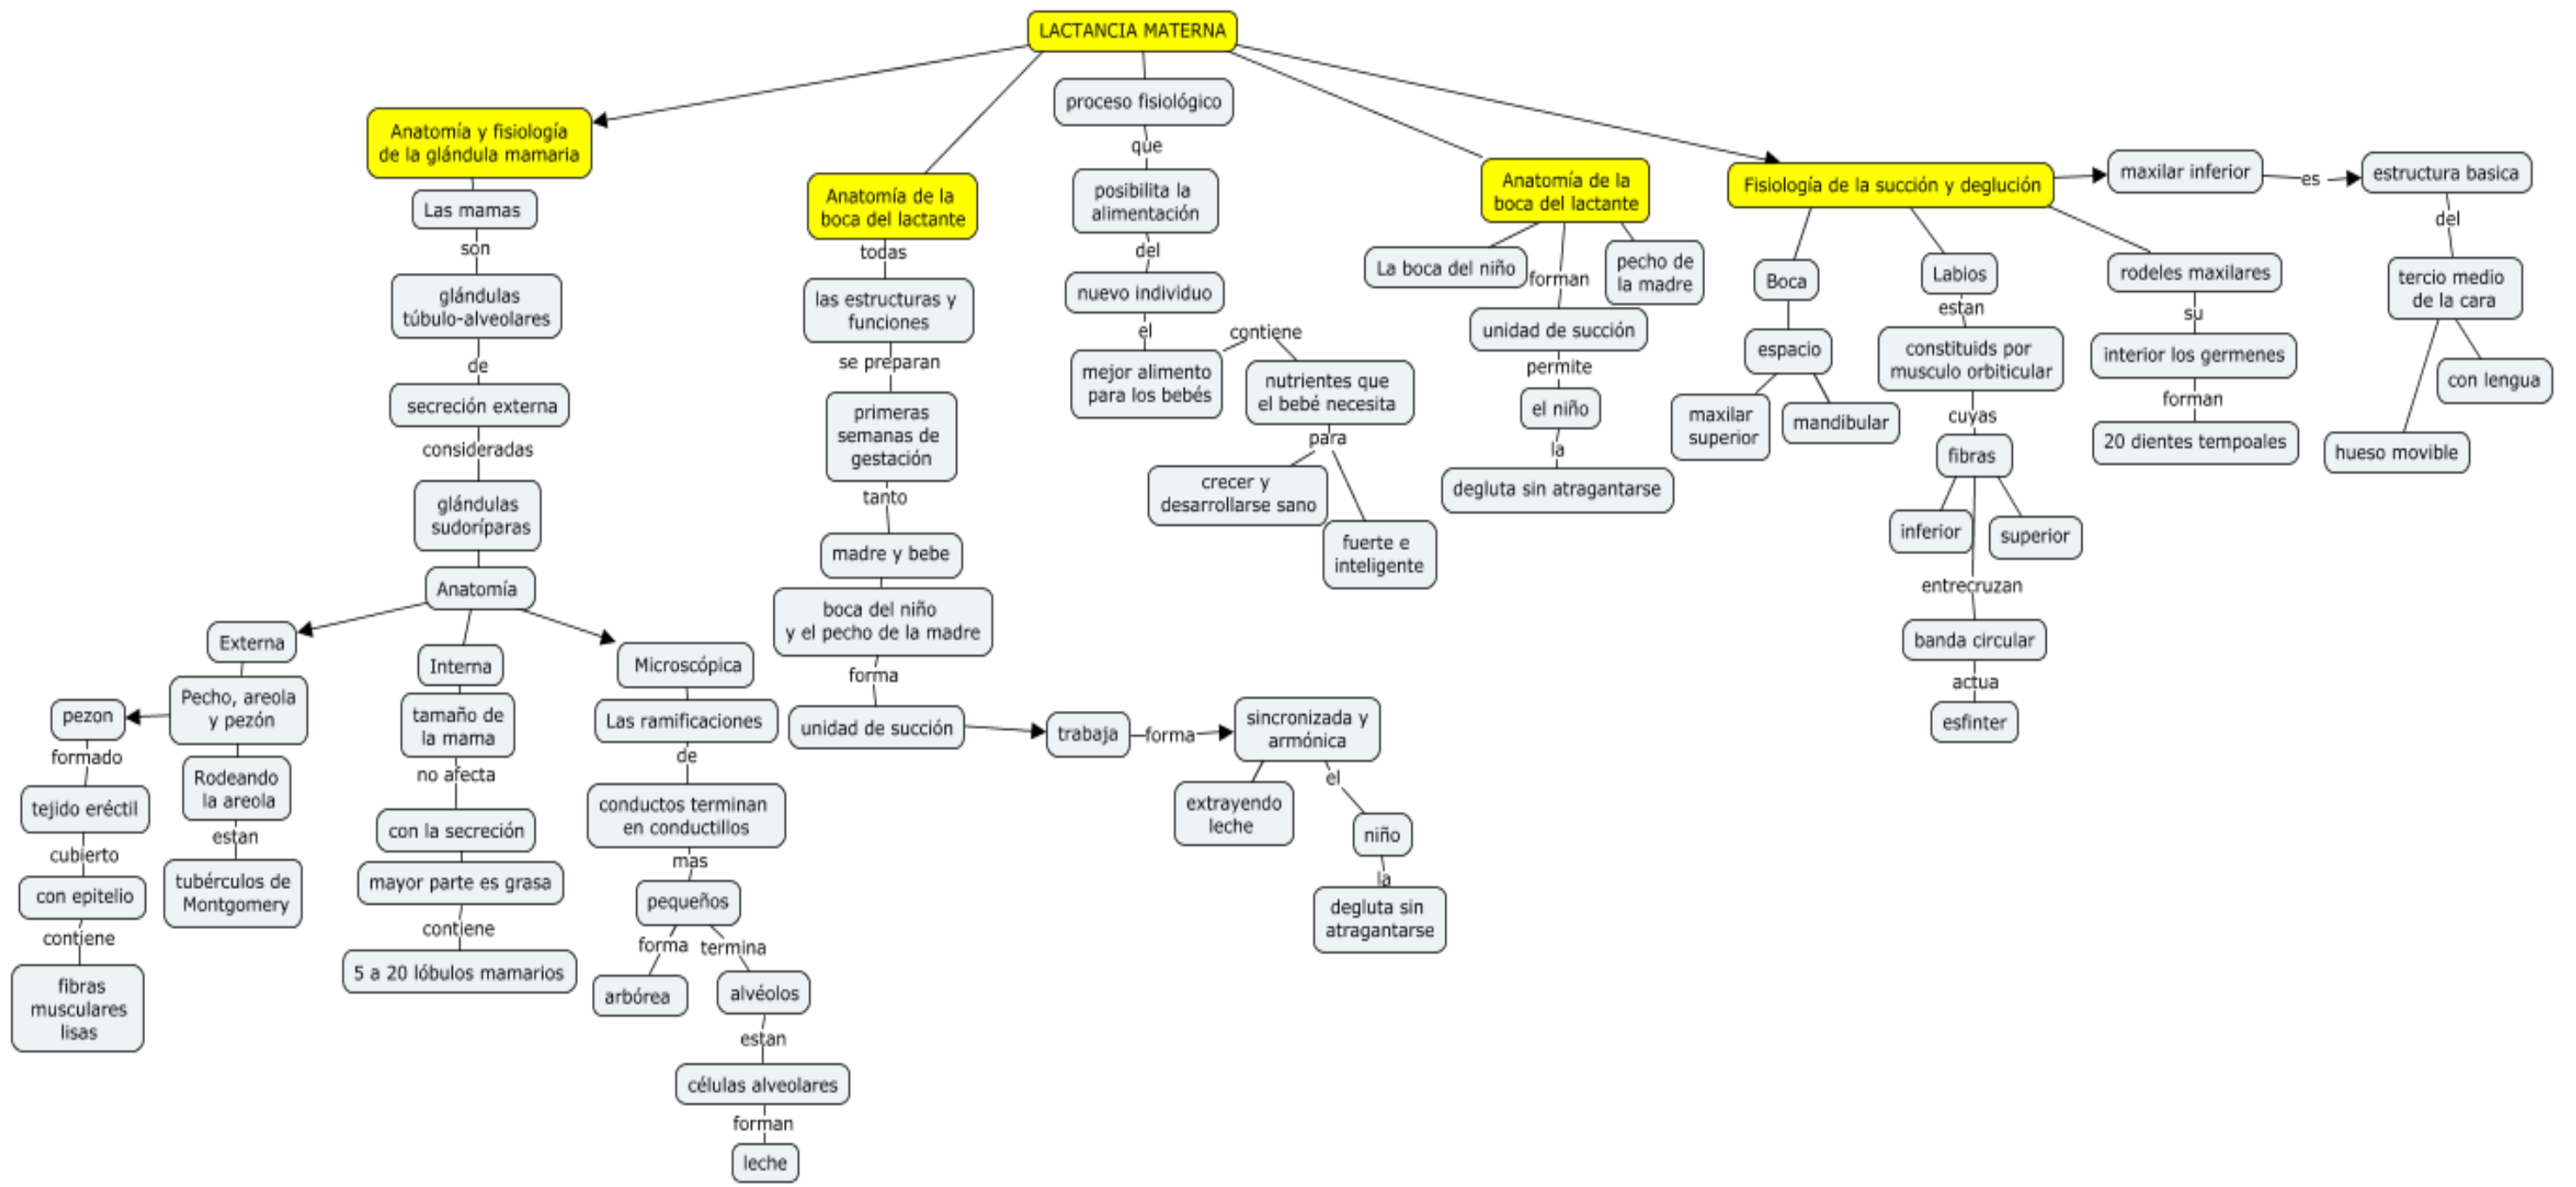 LACTANCIA MATERNA
Anatomía y fisiología
de la glándula mamaria
Las mamas
son
glándulas
túbulo-alveolares
de
secreción externa
consideradas
glándulas
sudoríparas
Anatomía
Externa
Pecho, areola
y pezón
pezon
formado
tejido eréctil
cubierto
con epitelio
contiene
fibras
musculares
lisas
Rodeando
la areola
estan
tubérculos de
Montgomery
Interna
tamaño de
la mama
no afecta
con la secreción
mayor parte es grasa
contiene
5 a 20 lóbulos mamarios
Microscópica
Las ramificaciones
de
conductos terminan
en conductillos
mas
pequeños
forma
arbórea
termina
alvéolos
estan
células alveolares
forman
leche
Anatomía de la
boca del lactante
todas
las estructuras y
funciones
se preparan
primeras
semanas de
gestación
tanto
madre y bebe
boca del niño
y el pecho de la madre
forma
unidad de succión
trabaja
forma
sincronizada y
armónica
extrayendo
leche
el
niño
la
degluta sin
atragantarse
proceso fisiológico
que
posibilita la
alimentación
del
nuevo individuo
el
mejor alimento
para los bebés
contiene
nutrientes que
el bebé necesita
para
crecer y
desarrollarse sano
fuerte e
inteligente
Anatomía de la
boca del lactante
La boca del niño
forman
pecho de
la madre
unidad de succión
permite
el niño
la
degluta sin atragantarse
Fisiología de la succión y deglución
Boca
espacio
maxilar
superior
mandibular
Labios
estan
constituids por
musculo orbiticular
cuyas
fibras
inferior
superior
entrecruzan
banda circular
actua
esfinter
rodeles maxilares
su
interior los germenes
forman
20 dientes tempoales
maxilar inferior
es
estructura basica
del
tercio medio
de la cara
con lengua
hueso movible